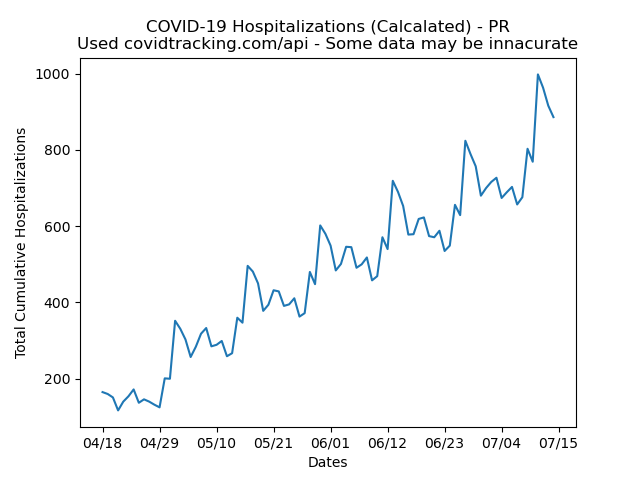 COVID-19 Hospitalizations (Calcalated) - PR
Used covidtracking.com/api - Some data may be innacurate
1000
800
600
400
200
Total Cumulative Hospitalizations
04/18 04/29 05/10 05/21 06/01 06/12 06/23 07/04 07/15
Dates